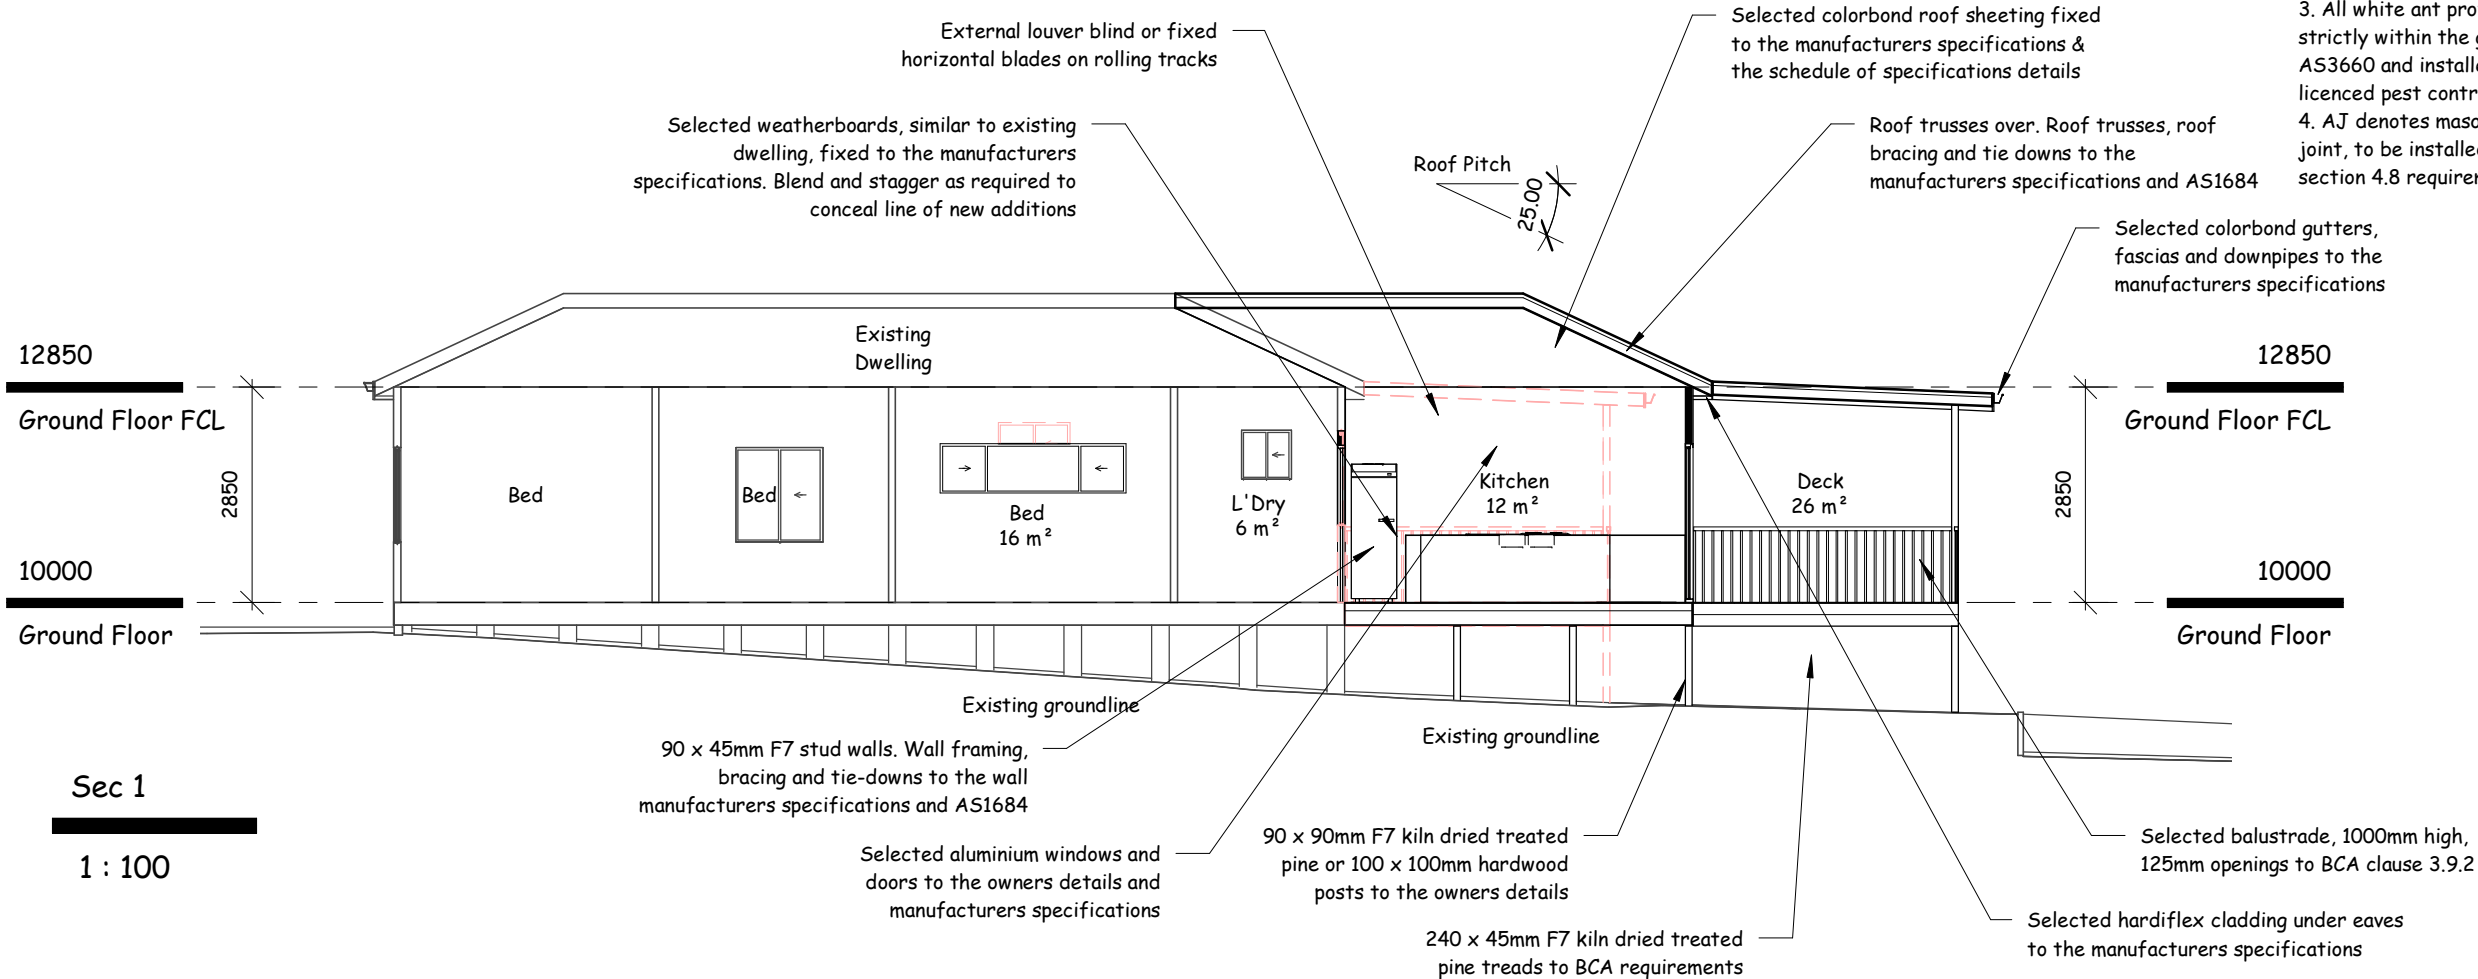 External louver blind or fixed
horizontal blades on rolling tracks
Selected colorbond roof sheeting fixed
to the manufacturers specifications &
the schedule of specifications details
3. All white ant
strictly within the
AS3660 and
licenced pest
4. AJ denotes
joint, to be
section 4.8
Selected weatherboards, similar to existing
dwelling, fixed to the manufacturers
specifications. Blend and stagger as required to
conceal line of new additions
Roof Pitch
25.00
Roof trusses over. Roof trusses, roof
bracing and tie downs to the
manufacturers specifications and AS1684
Selected colorbond gutters,
fascias and downpipes to the
manufacturers specifications
Existing
Dwelling
12850
Ground Floor FCL
12850
Ground Floor FCL
2850
Bed
Bed
Bed
16 m²
L'Dry
6 m²
Kitchen
12 m²
Deck
26 m²
2850
10000
Ground Floor
10000
Ground Floor
Existing groundline
Existing groundline
90 x 45mm F7 stud walls. Wall framing,
bracing and tie-downs to the wall
manufacturers specifications and AS1684
Sec 1
1 : 100
Selected aluminium windows and
doors to the owners details and
manufacturers specifications
90 x 90mm F7 kiln dried treated
pine or 100 x 100mm hardwood
posts to the owners details
240 x 45mm F7 kiln dried treated
pine treads to BCA requirements
Selected balustrade, 1000mm high,
125mm openings to BCA clause 3.9.2
Selected hardiflex cladding under eaves
to the manufacturers specifications